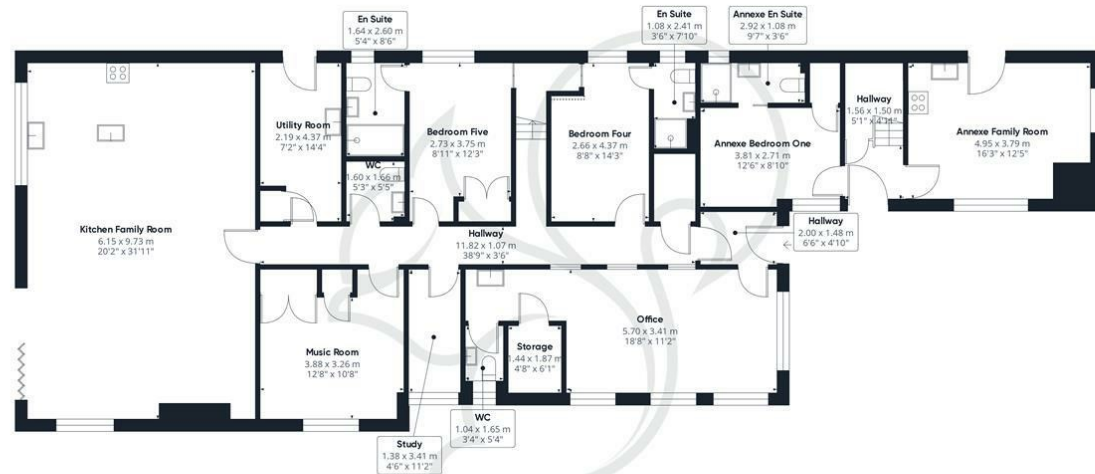 En Suite
1.64 x 2.60 m
5'4" x 8'6"
En Suite
1.08 x 2.41 m
3'6" x 7'10"
Annexe En Suite
2.92 x 1.08 m
9'7" x 3'6"
Utility Room
2.19 x 4.37 m
7'2" x 14'4"
Bedroom Five
2.73 x 3.75 m
8'11" x 12'3"
Bedroom Four
2.66 x 4.37 m
8'8" x 14'3"
Annexe Bedroom One
3.81 x 2.71 m
12'6" x 8'10"
Hallway
1.56 x 1.50 m
5'1" x 4'11"
Annexe Family Room
4.95 x 3.79 m
16'3" x 12'5"
WC
1.60 x 1.66 m
5'3" x 5'5"
Kitchen Family Room
6.15 x 9.73 m
20'2" x 31'11"
Hallway
11.82 x 1.07 m
38'9" x 3'6"
Hallway
2.00 x 1.48 m
6'6" x 4'10"
Music Room
3.88 x 3.26 m
12'8" x 10'8"
Storage
1.44 x 1.87 m
4'8" x 6'1"
Office
5.70 x 3.41 m
18'8" x 11'2"
Study
1.38 x 3.41 m
4'6" x 11'2"
WC
1.04 x 1.65 m
3'4" x 5'4"